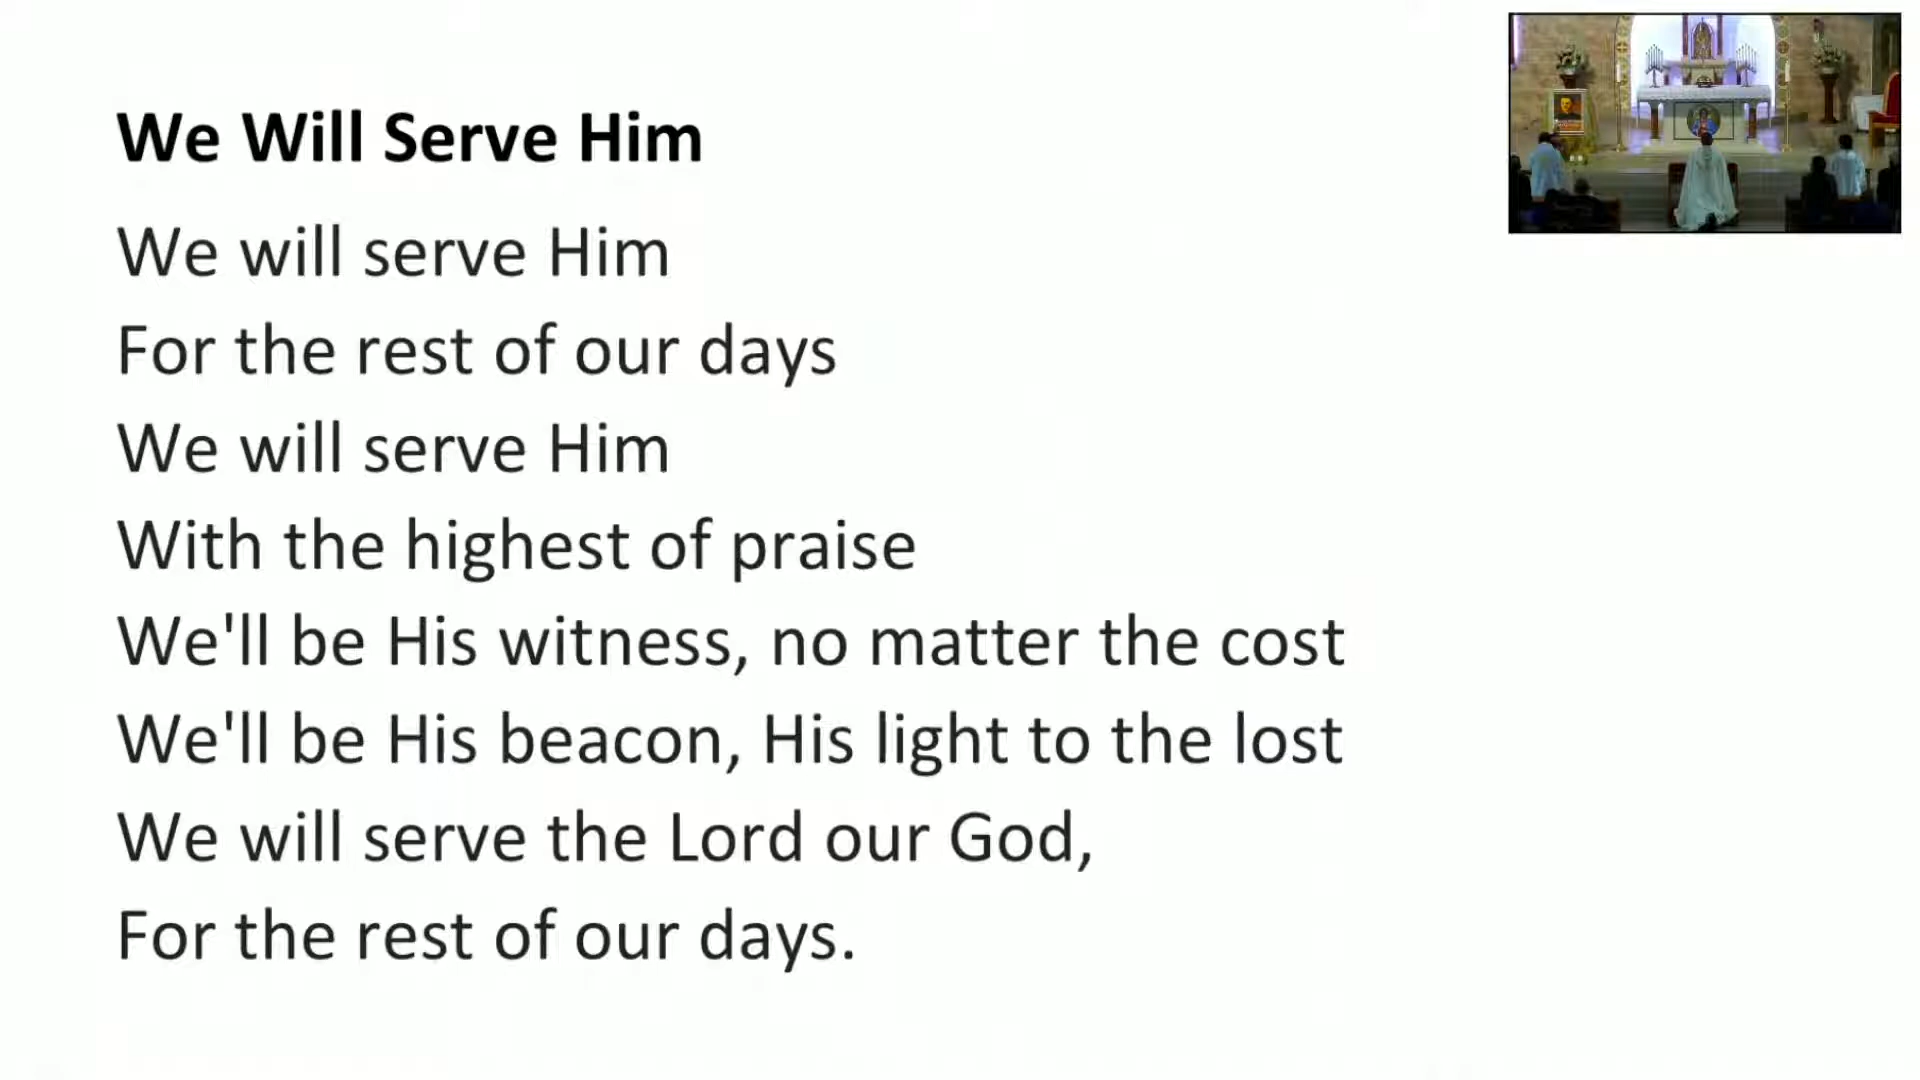 We Will Serve Him
We will serve Him
For the rest of our days
We will serve Him
With the highest of praise
We'll be His witness, no matter the cost
We'll be His beacon, His light to the lost
We will serve the Lord our God,
For the rest of our days.